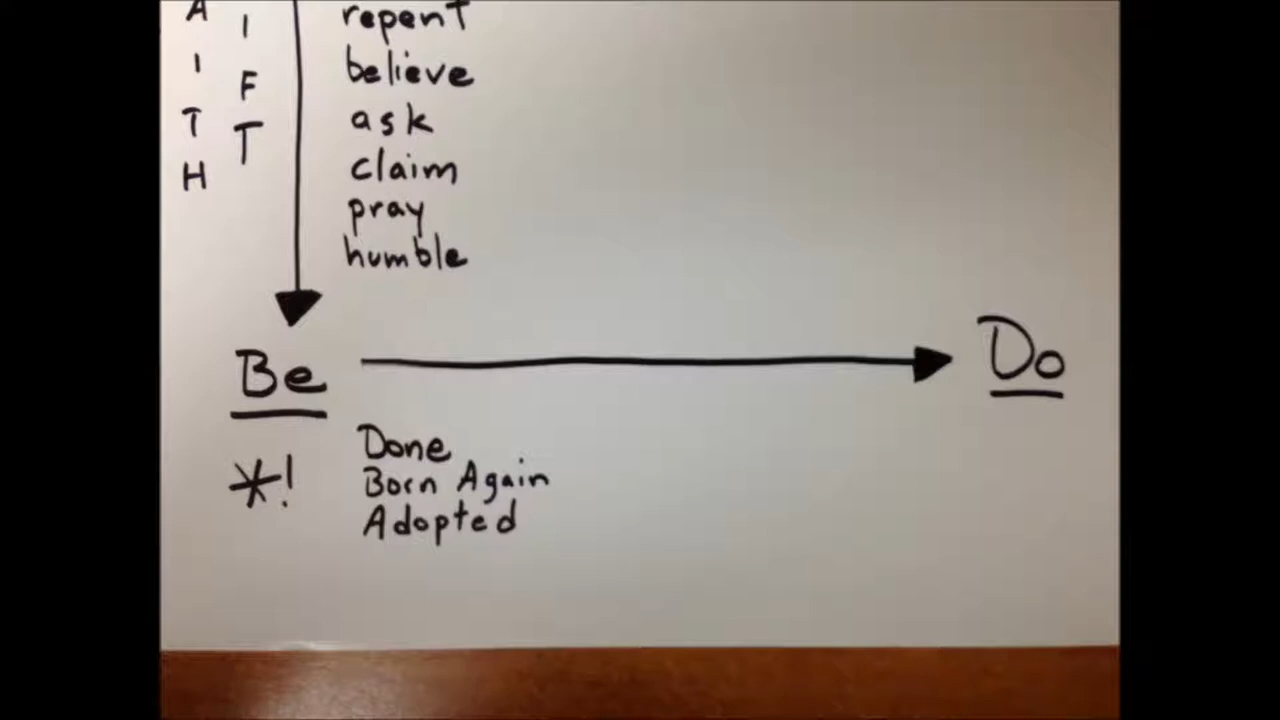 A
I
T
H
I
F
T
repent
believe
ask
claim
pray
humble
Be
Do
*!
Done
Born Again
Adopted